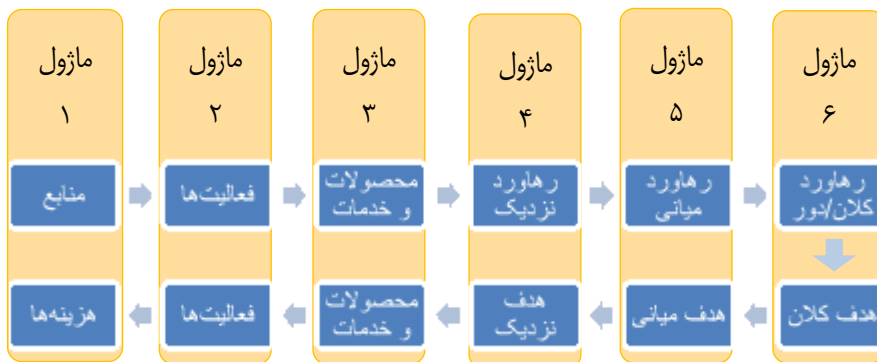 ماژول
۱
ماژول
۲
ماژول
۳
ماژول
۴
ماژول
۵
ماژول
۶
منابع
فعالیت‌ها
محصولات
و خدمات
رهاورد
نزدیک
رهاورد
میانی
رهاورد
کلان/دور
هدف کلان
هدف میانی
هدف
نزدیک
محصولات
و خدمات
فعالیت‌ها
هزینه‌ها